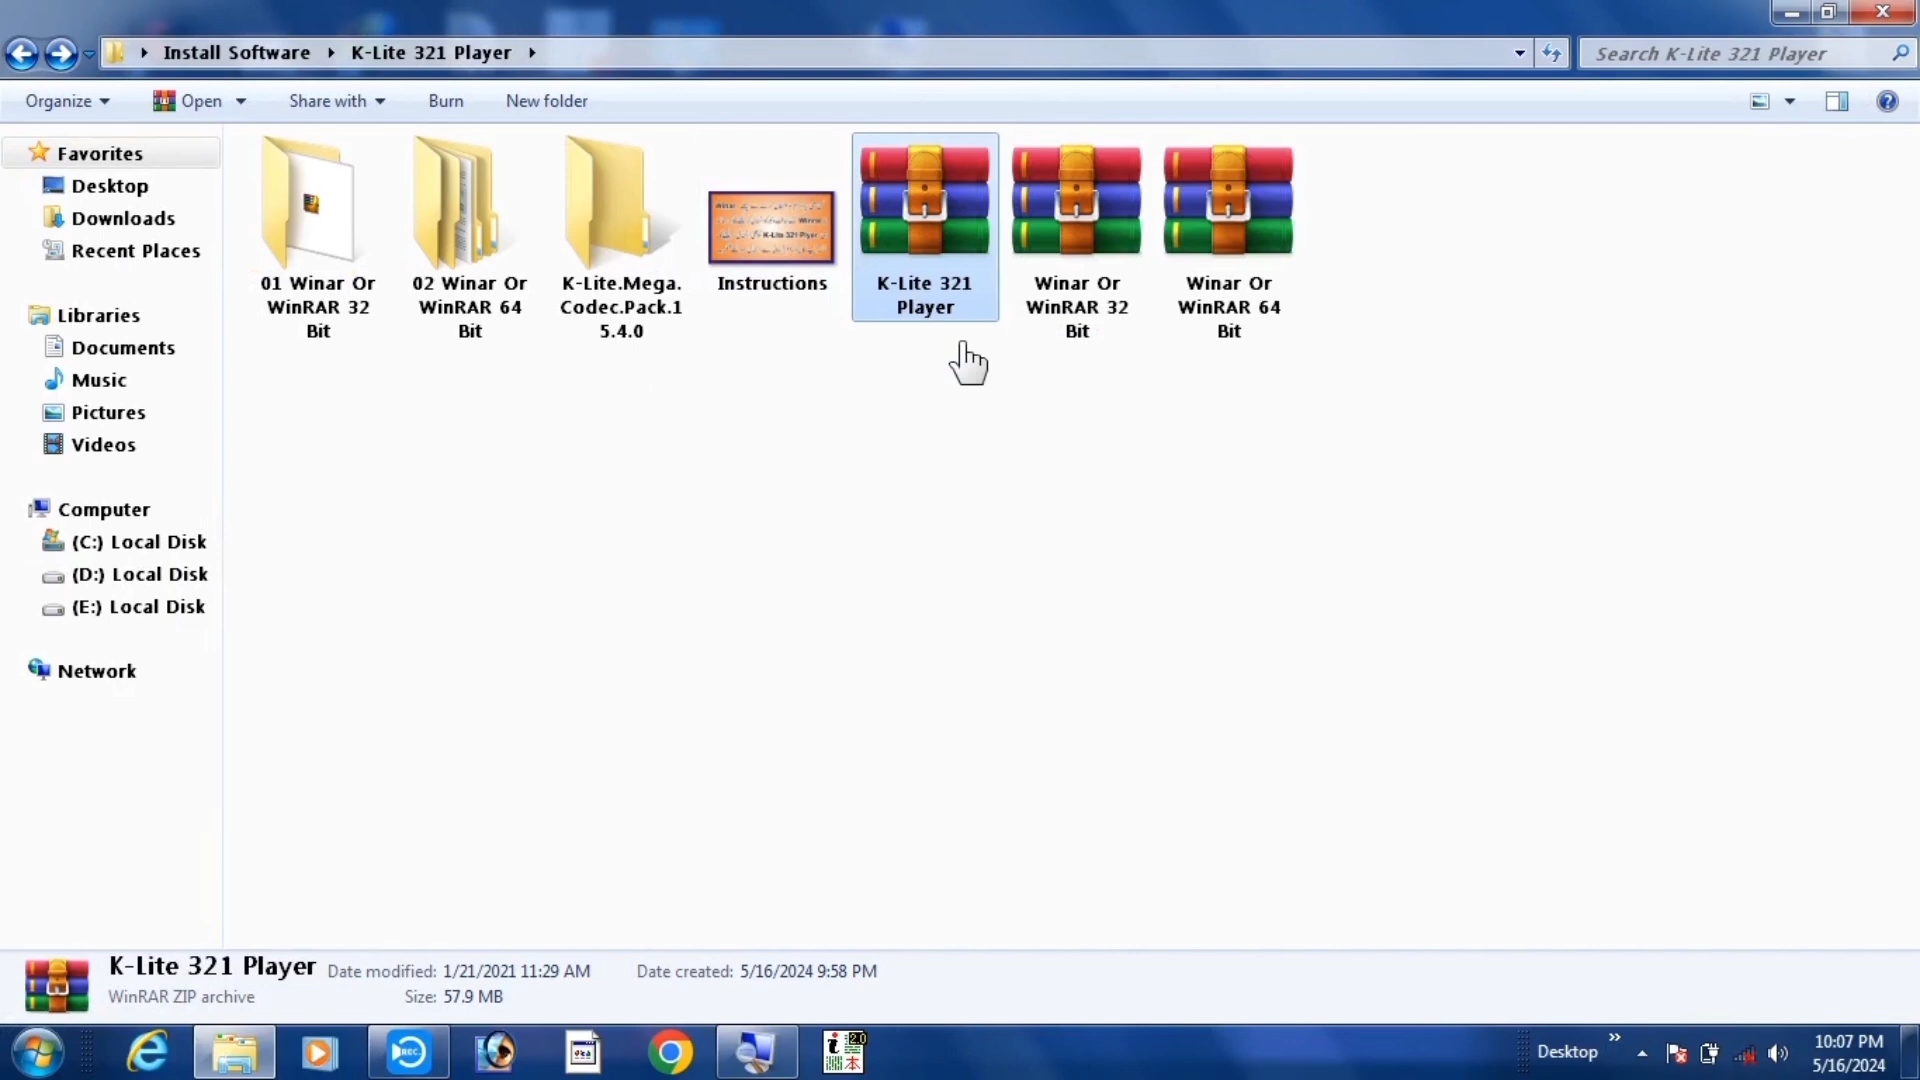 Install Software
K-Lite 321 Player
Search K-Lite 321 Player
Organize
Open
Share with
Burn
New folder
Favorites
Desktop
Downloads
Recent Places
Libraries
Documents
Music
Pictures
Videos
Computer
(C:) Local Disk
(D:) Local Disk
(E:) Local Disk
Network
01 Winar Or
WinRAR 32
Bit
02 Winar Or
WinRAR 64
Bit
K-Lite.Mega.
Codec.Pack.1
5.4.0
Instructions
K-Lite 321
Player
Winar Or
WinRAR 32
Bit
Winar Or
WinRAR 64
Bit
K-Lite 321 Player
Date modified: 1/21/2021 11:29 AM
Date created: 5/16/2024 9:58 PM
WinRAR ZIP archive
Size: 57.9 MB
REC
Desktop
10:07 PM
5/16/2024